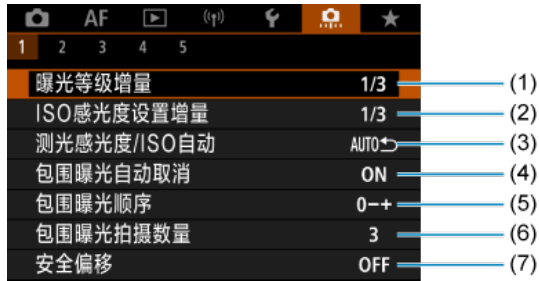 AF
1 2 3 4 5
曝光等级增量 1/3 (1)
ISO感光度设置增量 1/3 (2)
测光感光度/ISO自动 AUTO (3)
包围曝光自动取消 ON (4)
包围曝光顺序 0−+ (5)
包围曝光拍摄数量 3 (6)
安全偏移 OFF (7)